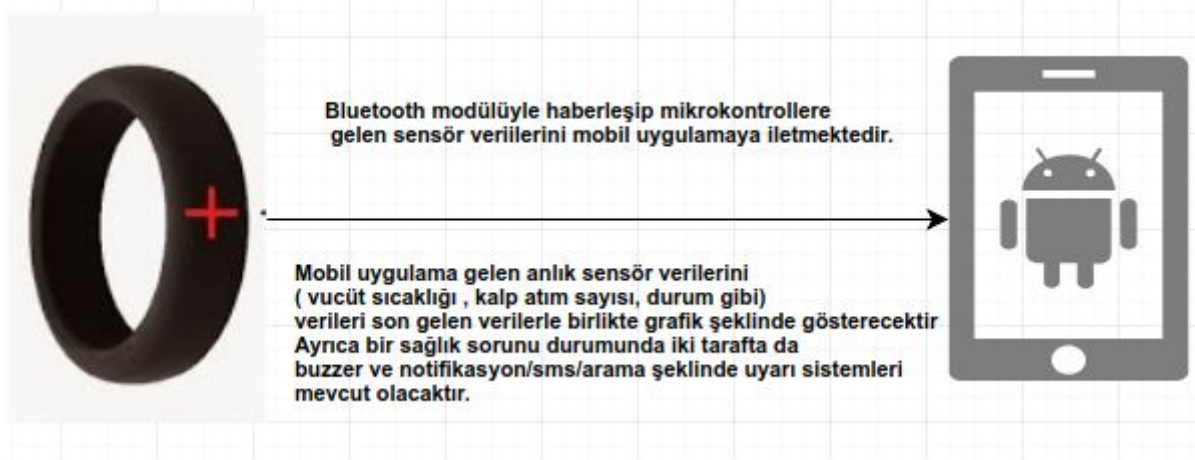 Bluetooth modülüyle haberleşip mikrokontrollere
gelen sensör veriilerini mobil uygulamaya iletmektedir.
Mobil uygulama gelen anlık sensör verilerini
( vucüt sıcaklığı , kalp atım sayısı, durum gibi)
verileri son gelen verilerle birlikte grafik şeklinde gösterecektir
Ayrıca bir sağlık sorunu durumunda iki tarafta da
buzzer ve notifikasyon/sms/arama şeklinde uyarı sistemleri
mevcut olacaktır.